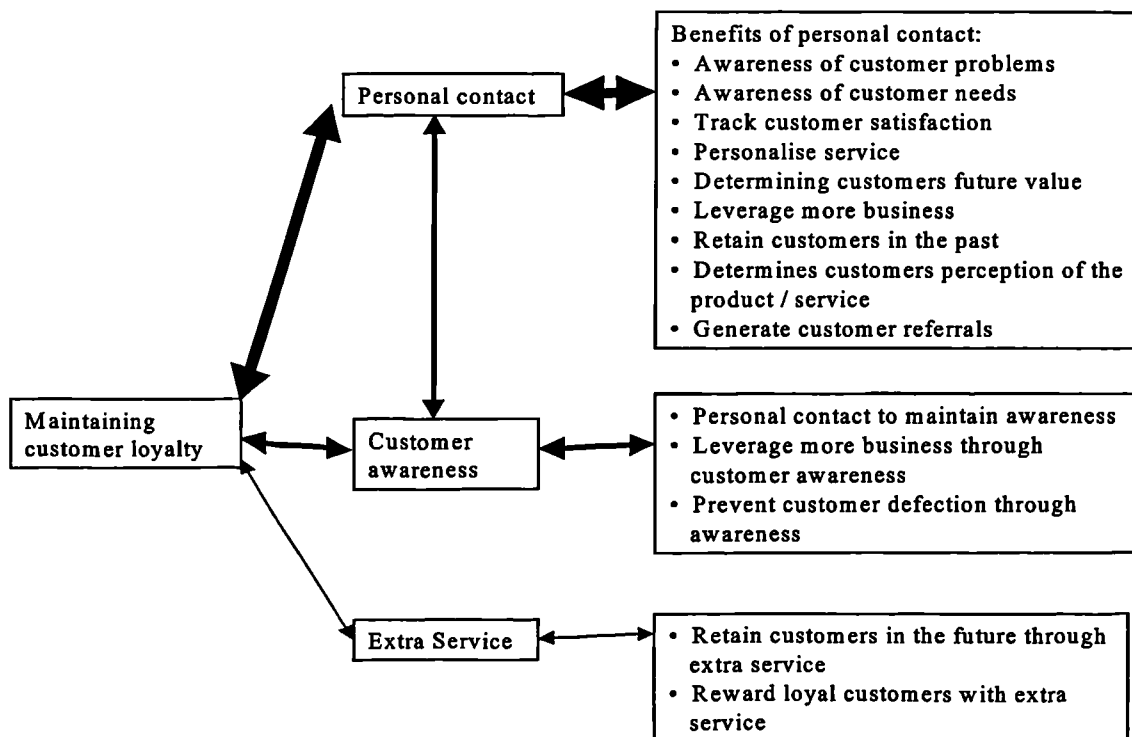 Maintaining
customer loyalty
Personal contact
Benefits of personal contact:
• Awareness of customer problems
• Awareness of customer needs
• Track customer satisfaction
• Personalise service
• Determining customers future value
• Leverage more business
• Retain customers in the past
• Determines customers perception of the
product / service
• Generate customer referrals
Customer
awareness
• Personal contact to maintain awareness
• Leverage more business through
customer awareness
• Prevent customer defection through
awareness
Extra Service
• Retain customers in the future through
extra service
• Reward loyal customers with extra
service